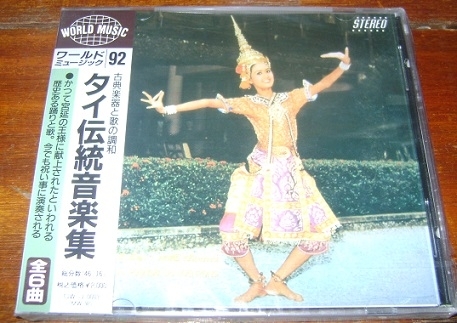 WORLD MUSIC
ワールド
ミュージック
92
STEREO
古典楽器と歌の調和
タイ伝統音楽集
●かつて宮廷の王様に献上されたといわれる
歴史ある踊りと歌。今でも祝い事に演奏される
全6曲